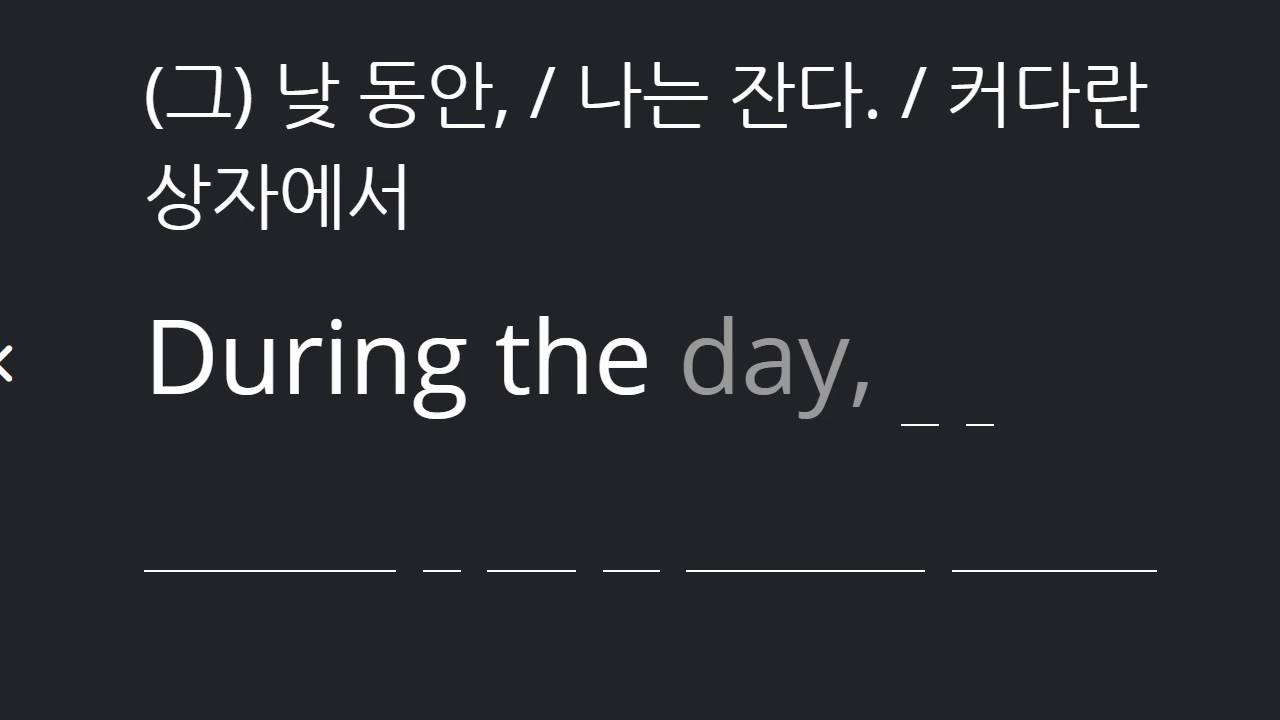 (그) 낮 동안, / 나는 잔다. / 커다란
상자에서
During the day,